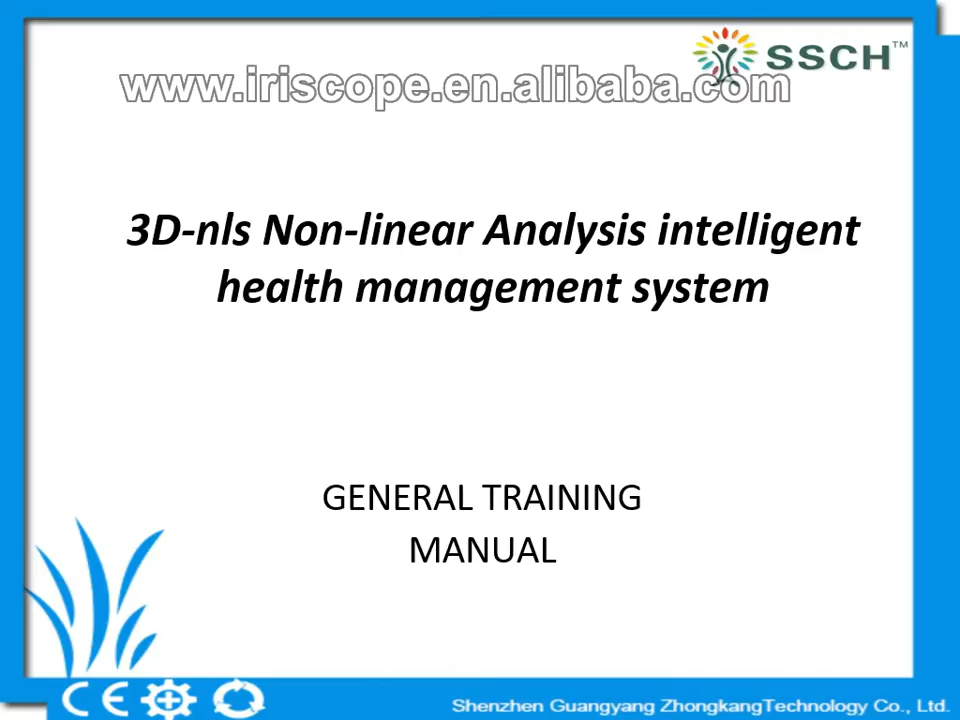 SSCH™
www.iriscope.en.alibaba.com
3D-nls Non-linear Analysis intelligent
health management system
GENERAL TRAINING
MANUAL
CE
Shenzhen Guangyang ZhongkangTechnology Co., Ltd.